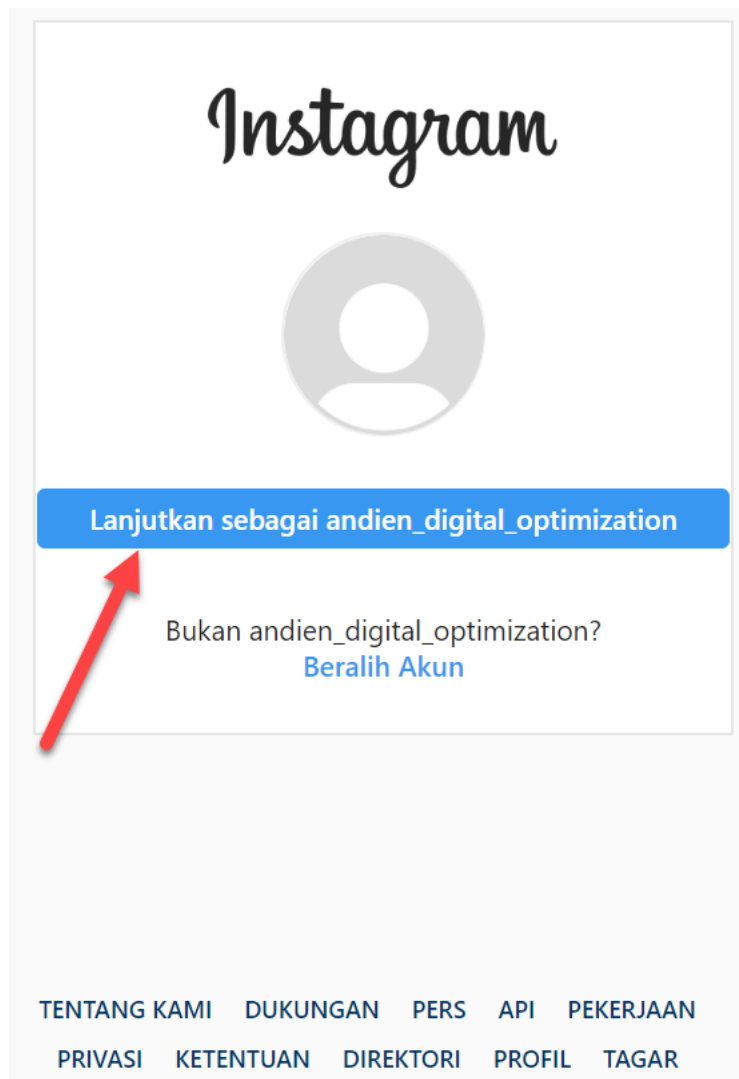 Instagram
Lanjutkan sebagai andien_digital_optimization
Bukan andien_digital_optimization?
Beralih Akun
TENTANG KAMI DUKUNGAN PERS API PEKERJAAN
PRIVASI KETENTUAN DIREKTORI PROFIL TAGAR